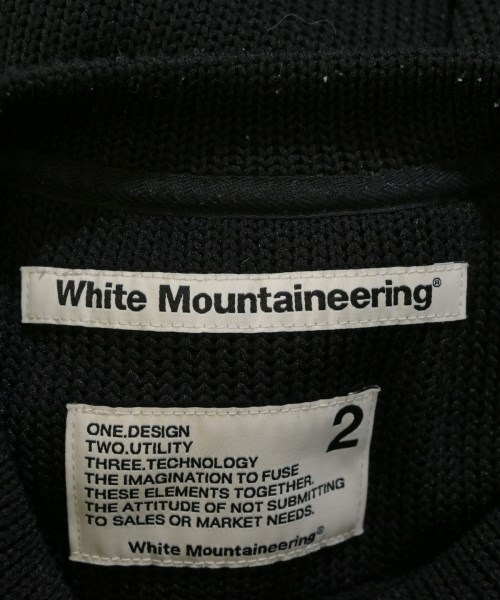 White Mountaineering®
2
ONE.DESIGN
TWO.UTILITY
THREE.TECHNOLOGY
THE IMAGINATION TO FUSE
THESE ELEMENTS TOGETHER.
THE ATTITUDE OF NOT SUBMITTING
TO SALES OR MARKET NEEDS.
White Mountaineering®